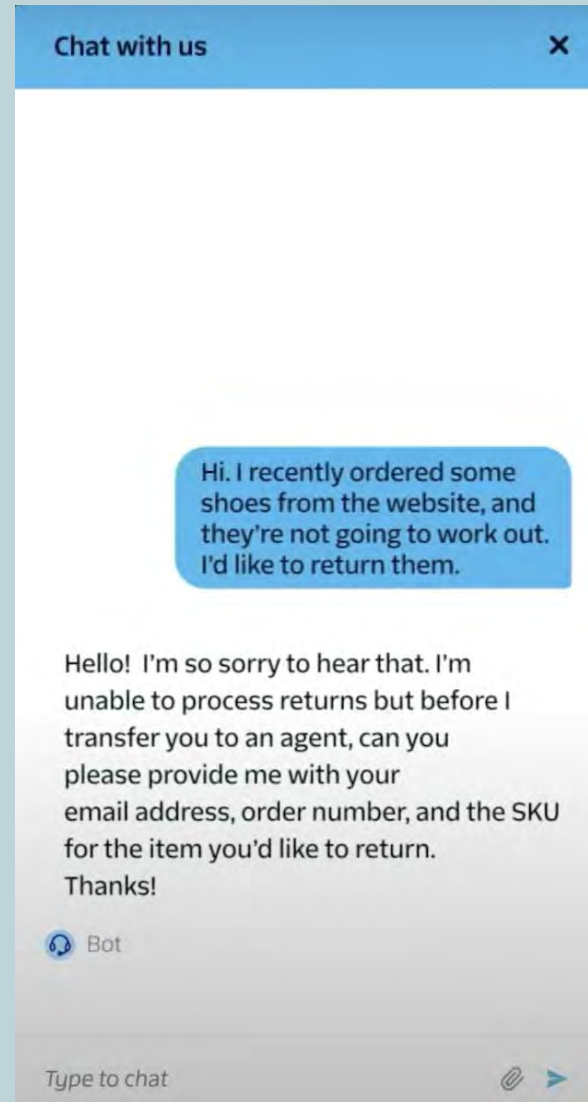 Chat with us
Hi. I recently ordered some
shoes from the website, and
they're not going to work out.
I'd like to return them.
Hello! I'm so sorry to hear that. I'm
unable to process returns but before I
transfer you to an agent, can you
please provide me with your
email address, order number, and the SKU
for the item you'd like to return.
Thanks!
Bot
Type to chat